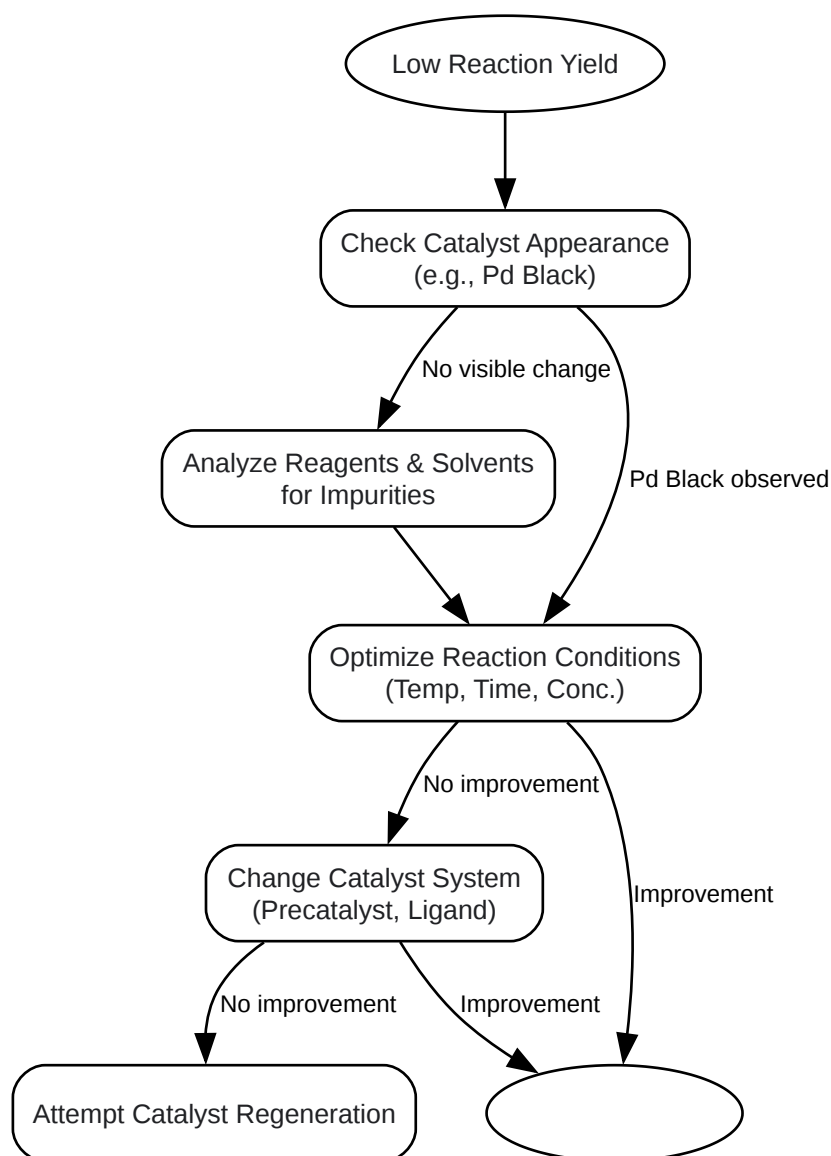 Low Reaction Yield
Check Catalyst Appearance
(e.g., Pd Black)
No visible change
Pd Black observed
Analyze Reagents & Solvents
for Impurities
Optimize Reaction Conditions
(Temp, Time, Conc.)
No improvement
Improvement
Change Catalyst System
(Precatalyst, Ligand)
No improvement
Improvement
Attempt Catalyst Regeneration